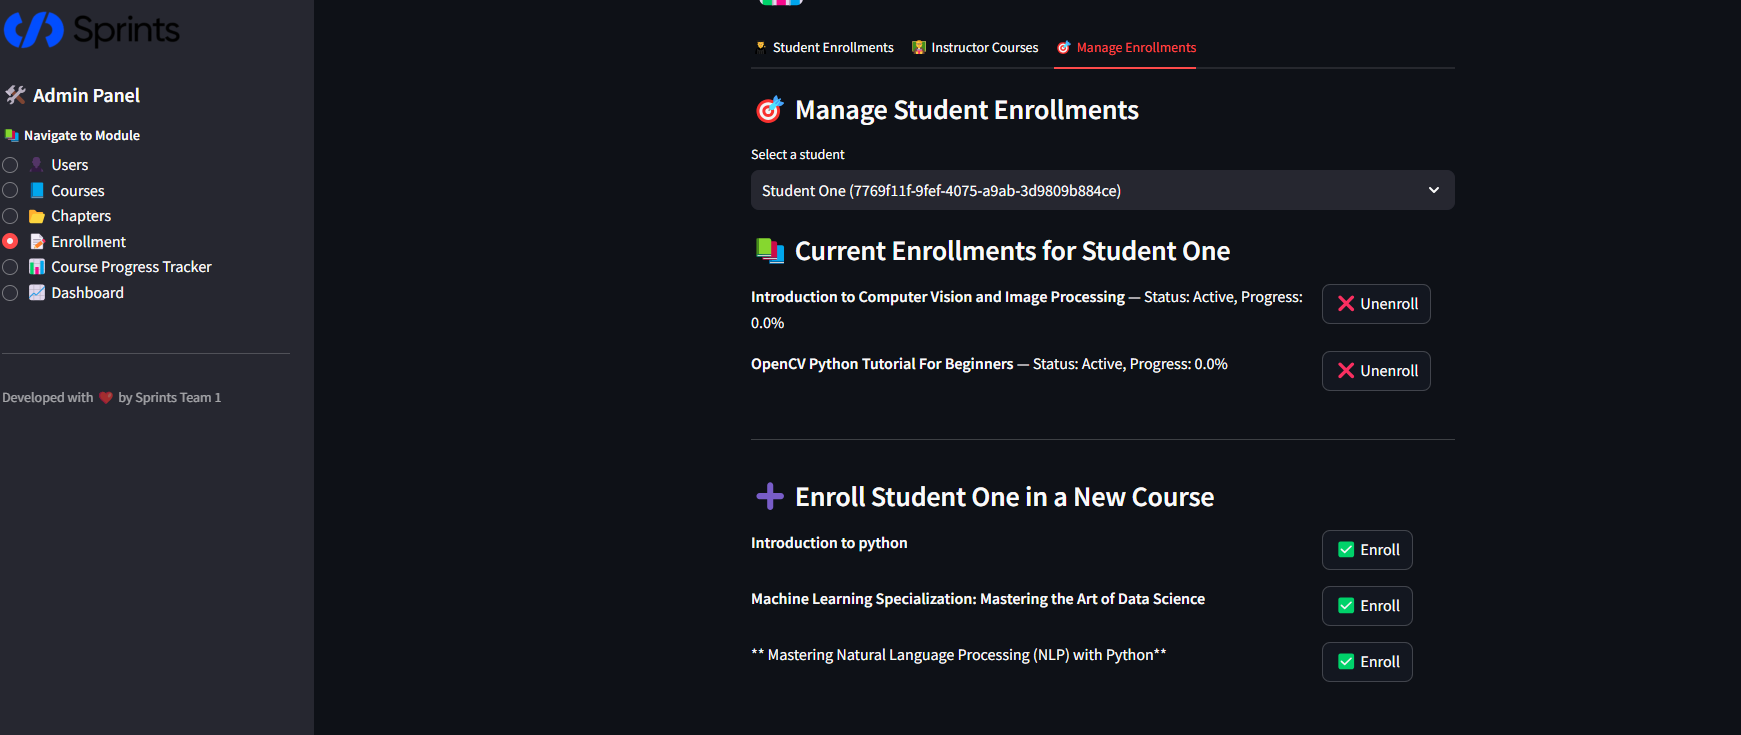 Sprints
Admin Panel
Navigate to Module
Users
Courses
Chapters
Enrollment
Course Progress Tracker
Dashboard
Developed with ❤️ by Sprints Team 1
Student Enrollments
Instructor Courses
Manage Enrollments
Manage Student Enrollments
Select a student
Student One (7769f11f-9fef-4075-a9ab-3d9809b884ce)
Current Enrollments for Student One
Introduction to Computer Vision and Image Processing — Status: Active, Progress:
0.0%
Unenroll
OpenCV Python Tutorial For Beginners — Status: Active, Progress: 0.0%
Unenroll
Enroll Student One in a New Course
Introduction to python
Enroll
Machine Learning Specialization: Mastering the Art of Data Science
Enroll
** Mastering Natural Language Processing (NLP) with Python**
Enroll